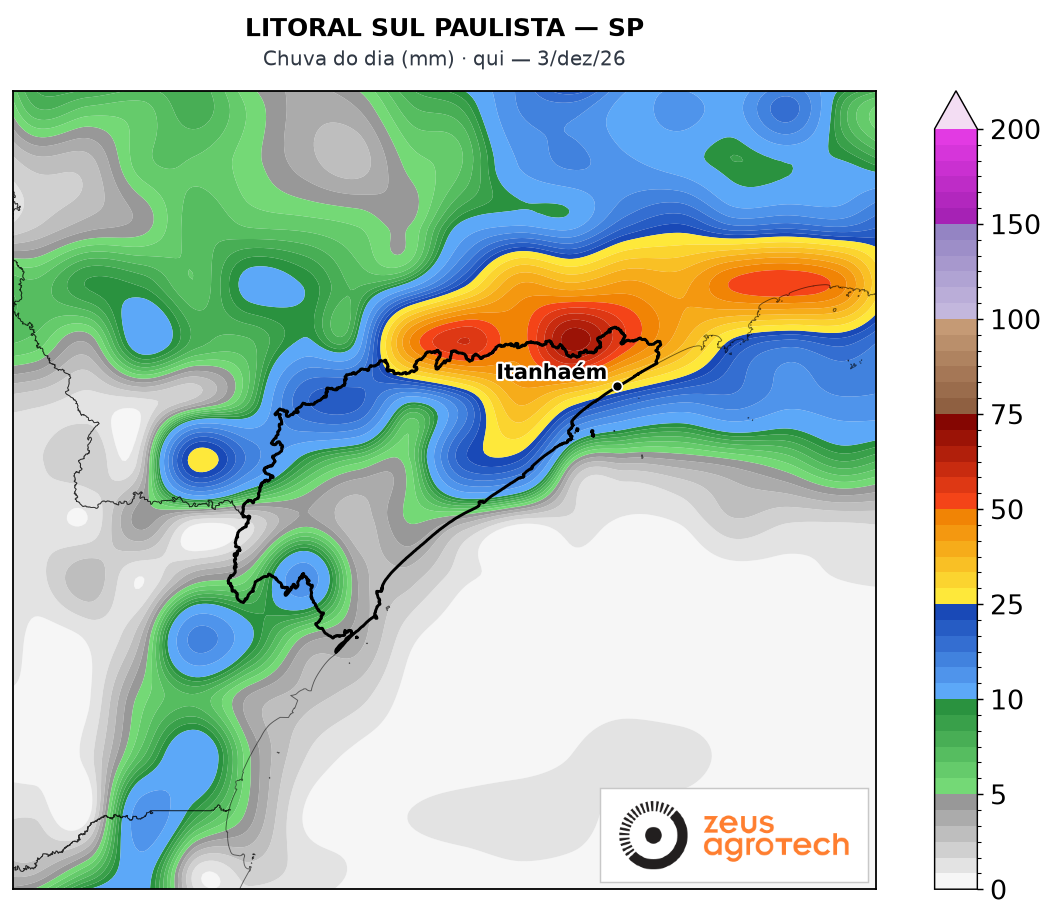 LITORAL SUL PAULISTA — SP
Chuva do dia (mm) · qui — 3/dez/26
200
150
100
75
50
25
10
5
0
Itanhaém
zeus
agrotech